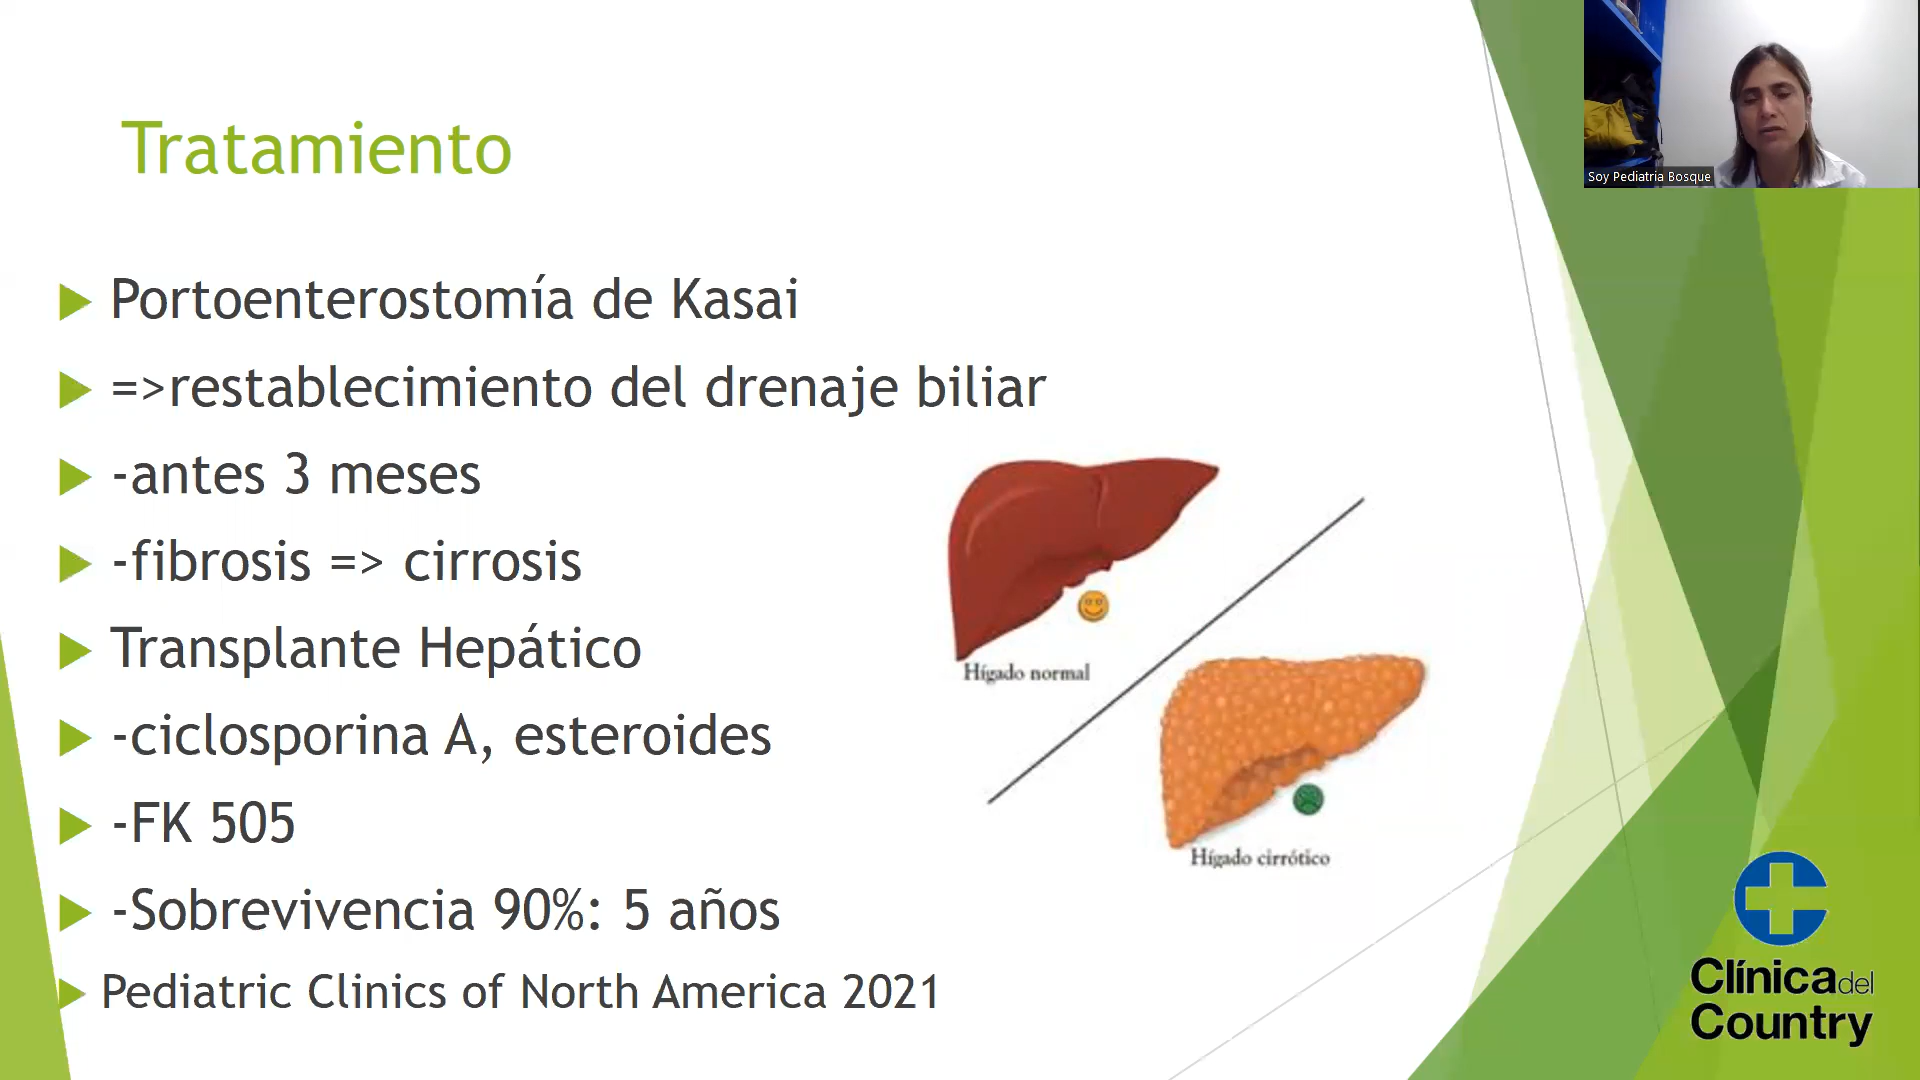 Tratamiento
Portoenterostomía de Kasai
=>restablecimiento del drenaje biliar
-antes 3 meses
-fibrosis => cirrosis
Transplante Hepático
-ciclosporina A, esteroides
-FK 505
-Sobrevivencia 90%: 5 años
Pediatric Clinics of North America 2021
Hígado normal
Hígado cirrótico
Soy Pediatria Bosque
Clínica del
Country